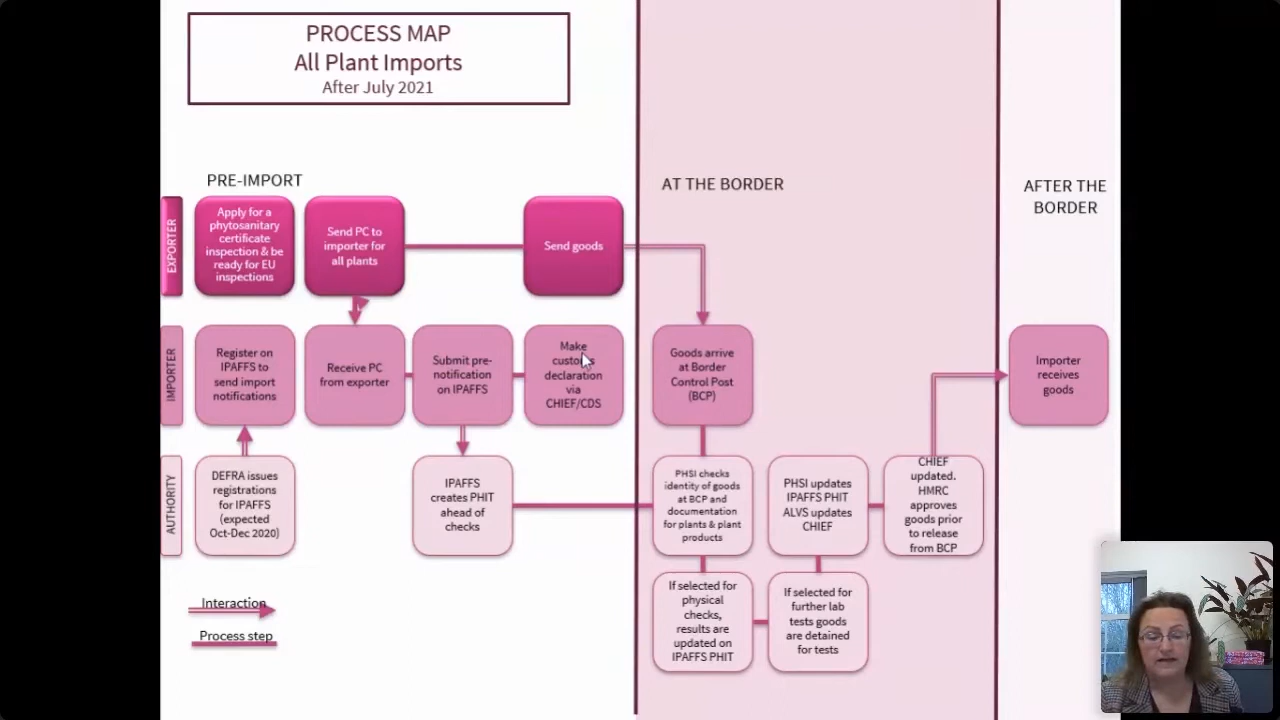 PROCESS MAP
All Plant Imports
After July 2021
PRE-IMPORT
AT THE BORDER
AFTER THE
BORDER
EXPORTER
Apply for a
phytosanitary
certificate
inspection & be
ready for EU
inspections
Send PC to
importer for
all plants
Send goods
IMPORTER
Register on
IPAFFS to
send import
notifications
Receive PC
from exporter
Submit pre-
notification
on IPAFFS
Make
customs
declaration
via
CHIEF/CDS
Goods arrive
at Border
Control Post
(BCP)
Importer
receives
goods
AUTHORITY
DEFRA issues
registrations
for IPAFFS
(expected
Oct-Dec 2020)
IPAFFS
creates PHIT
ahead of
checks
PHSI checks
identity of goods
at BCP and
documentation
for plants & plant
products
PHSI updates
IPAFFS PHIT
ALVS updates
CHIEF
CHIEF
updated.
HMRC
approves
goods prior
to release
from BCP
If selected for
physical
checks,
results are
updated on
IPAFFS PHIT
If selected for
further lab
tests goods
are detained
for tests
Interaction
Process step